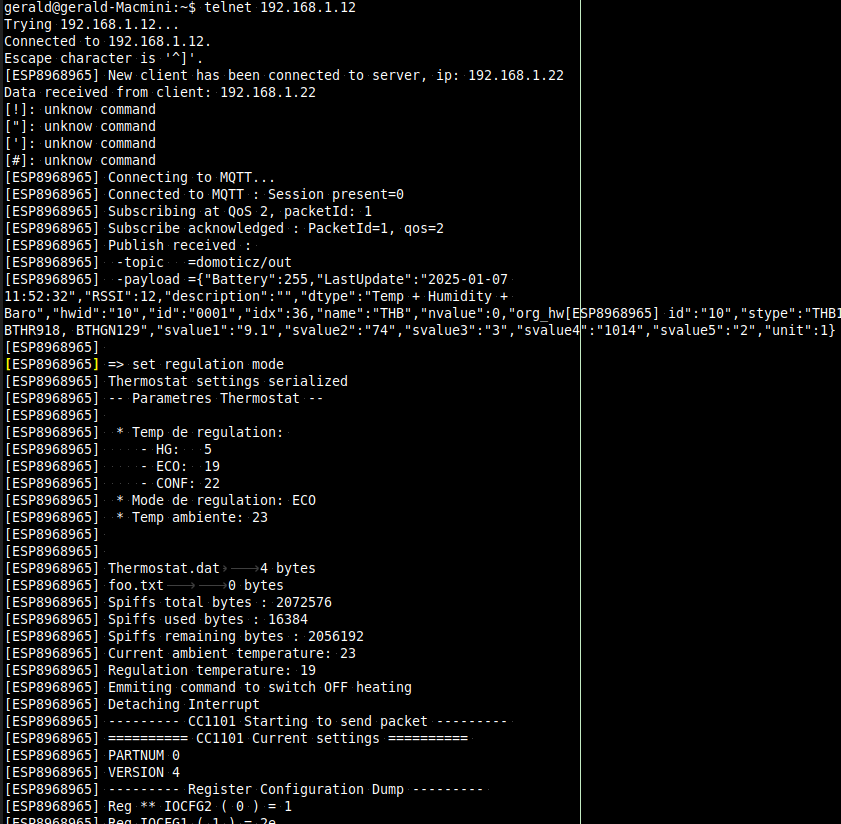 gerald@gerald-Macmini:~$ telnet 192.168.1.12
Trying 192.168.1.12...
Connected to 192.168.1.12.
Escape character is '^]'.
[ESP8968965] New client has been connected to server, ip: 192.168.1.22
Data received from client: 192.168.1.22
[!]: unknow command
["]: unknow command
[']: unknow command
[#]: unknow command
[ESP8968965] Connecting to MQTT...
[ESP8968965] Connected to MQTT : Session present=0
[ESP8968965] Subscribing at QoS 2, packetId: 1
[ESP8968965] Subscribe acknowledged : PacketId=1, qos=2
[ESP8968965] Publish received :
[ESP8968965]  -topic   =domoticz/out
[ESP8968965]  -payload ={"Battery":255,"LastUpdate":"2025-01-07
11:52:32","RSSI":12,"description":"","dtype":"Temp + Humidity +
Baro","hwid":"10","id":"0001","idx":36,"name":"THB","nvalue":0,"org_hw[ESP8968965] id":"10","stype":"THB1
BTHR918, BTHGN129","svalue1":"9.1","svalue2":"74","svalue3":"3","svalue4":"1014","svalue5":"2","unit":1}
[ESP8968965]
[ESP8968965] => set regulation mode
[ESP8968965] Thermostat settings serialized
[ESP8968965] -- Parametres Thermostat --
[ESP8968965]
[ESP8968965]  * Temp de regulation:
[ESP8968965]     - HG:   5
[ESP8968965]     - ECO:  19
[ESP8968965]     - CONF: 22
[ESP8968965]  * Mode de regulation: ECO
[ESP8968965]  * Temp ambiente: 23
[ESP8968965]
[ESP8968965]
[ESP8968965] Thermostat.dat     4 bytes
[ESP8968965] foo.txt        0 bytes
[ESP8968965] Spiffs total bytes : 2072576
[ESP8968965] Spiffs used bytes : 16384
[ESP8968965] Spiffs remaining bytes : 2056192
[ESP8968965] Current ambient temperature: 23
[ESP8968965] Regulation temperature: 19
[ESP8968965] Emmiting command to switch OFF heating
[ESP8968965] Detaching Interrupt
[ESP8968965] --------- CC1101 Starting to send packet ---------
[ESP8968965] ========== CC1101 Current settings ==========
[ESP8968965] PARTNUM 0
[ESP8968965] VERSION 4
[ESP8968965] --------- Register Configuration Dump ---------
[ESP8968965] Reg ** IOCFG2 ( 0 ) = 1
[ESP8968965] Reg IOCFG1 ( 1 ) = 2e